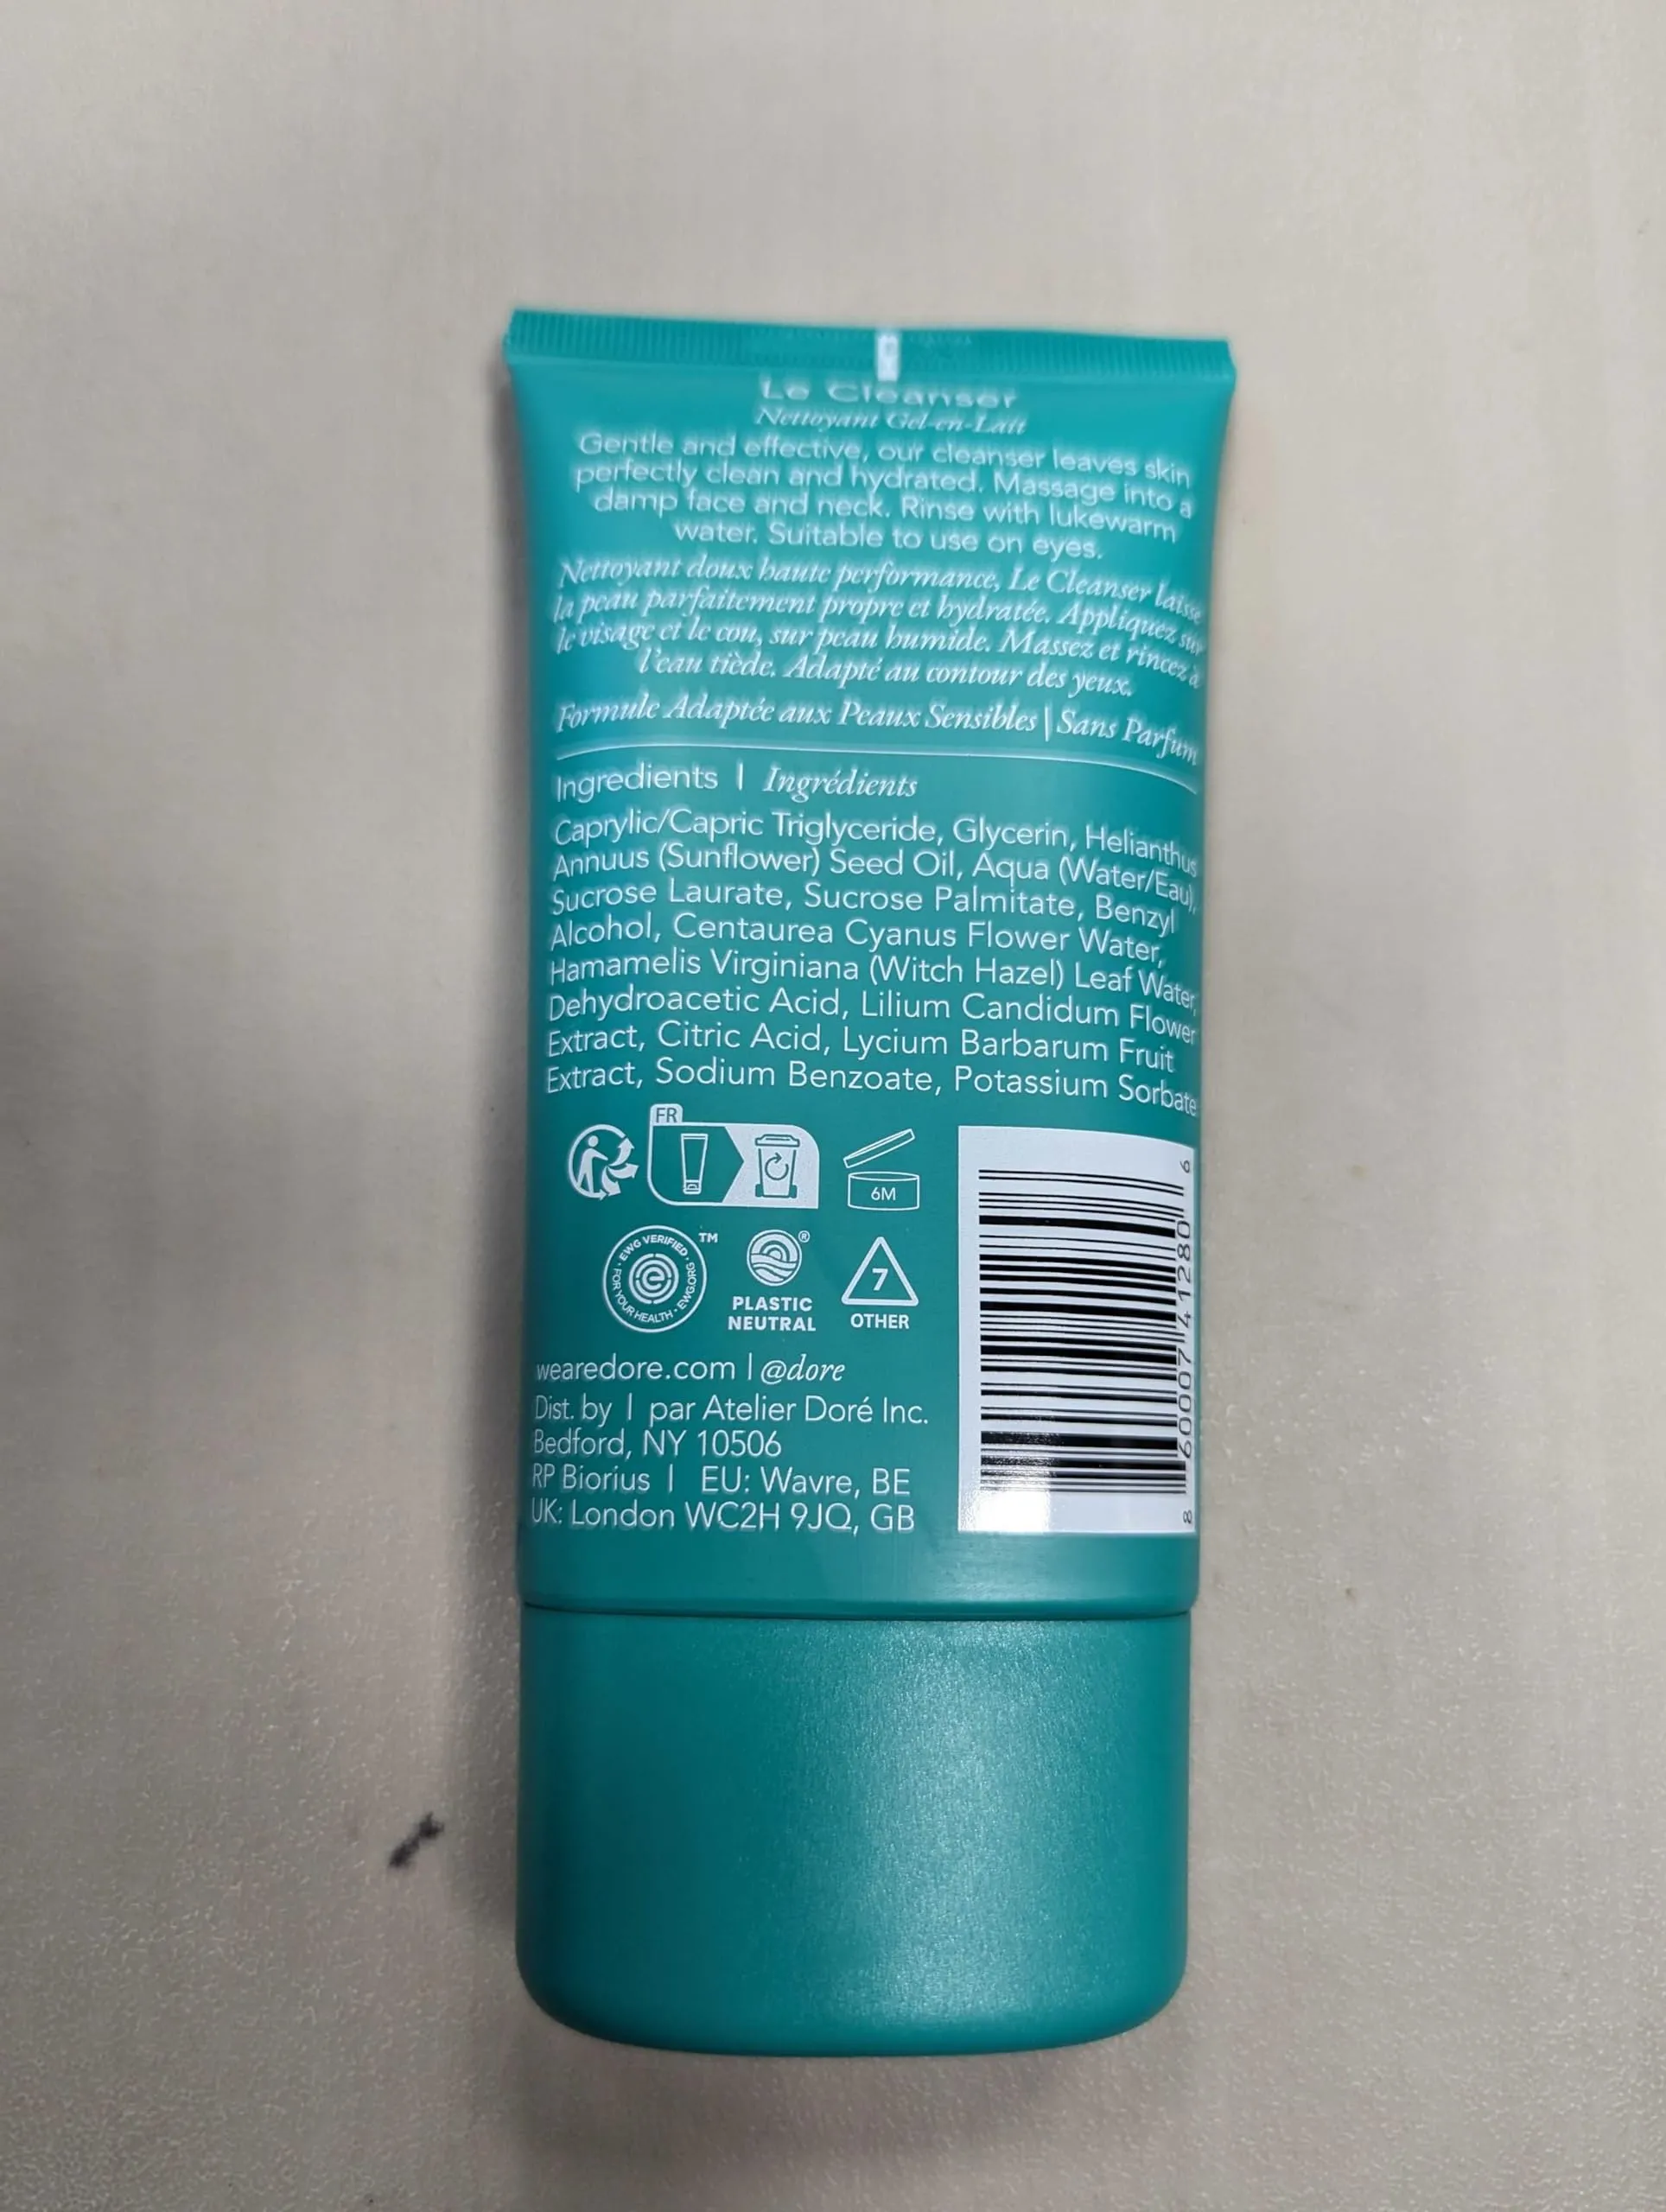 Le Cleanser
Nettoyant Gel-en-Lait
Gentle and effective, our cleanser leaves skin
perfectly clean and hydrated. Massage into a
damp face and neck. Rinse with lukewarm
water. Suitable to use on eyes.
Nettoyant doux haute performance, Le Cleanser laisse
la peau parfaitement propre et hydratée. Appliquez sur
le visage et le cou, sur peau humide. Massez et rincez à
l'eau tiède. Adapté au contour des yeux.
Formule Adaptée aux Peaux Sensibles | Sans Parfum
Ingredients | Ingrédients
Caprylic/Capric Triglyceride, Glycerin, Helianthus
Annuus (Sunflower) Seed Oil, Aqua (Water/Eau),
Sucrose Laurate, Sucrose Palmitate, Benzyl
Alcohol, Centaurea Cyanus Flower Water,
Hamamelis Virginiana (Witch Hazel) Leaf Water,
Dehydroacetic Acid, Lilium Candidum Flower
Extract, Citric Acid, Lycium Barbarum Fruit
Extract, Sodium Benzoate, Potassium Sorbate
FR
6M
EWG VERIFIED · FOR YOUR HEALTH · EWG.ORG ™
®
PLASTIC
NEUTRAL
7
OTHER
wearedore.com | @dore
Dist. by | par Atelier Doré Inc.
Bedford, NY 10506
RP Biorius | EU: Wavre, BE
UK: London WC2H 9JQ, GB
8 60007 41280 6